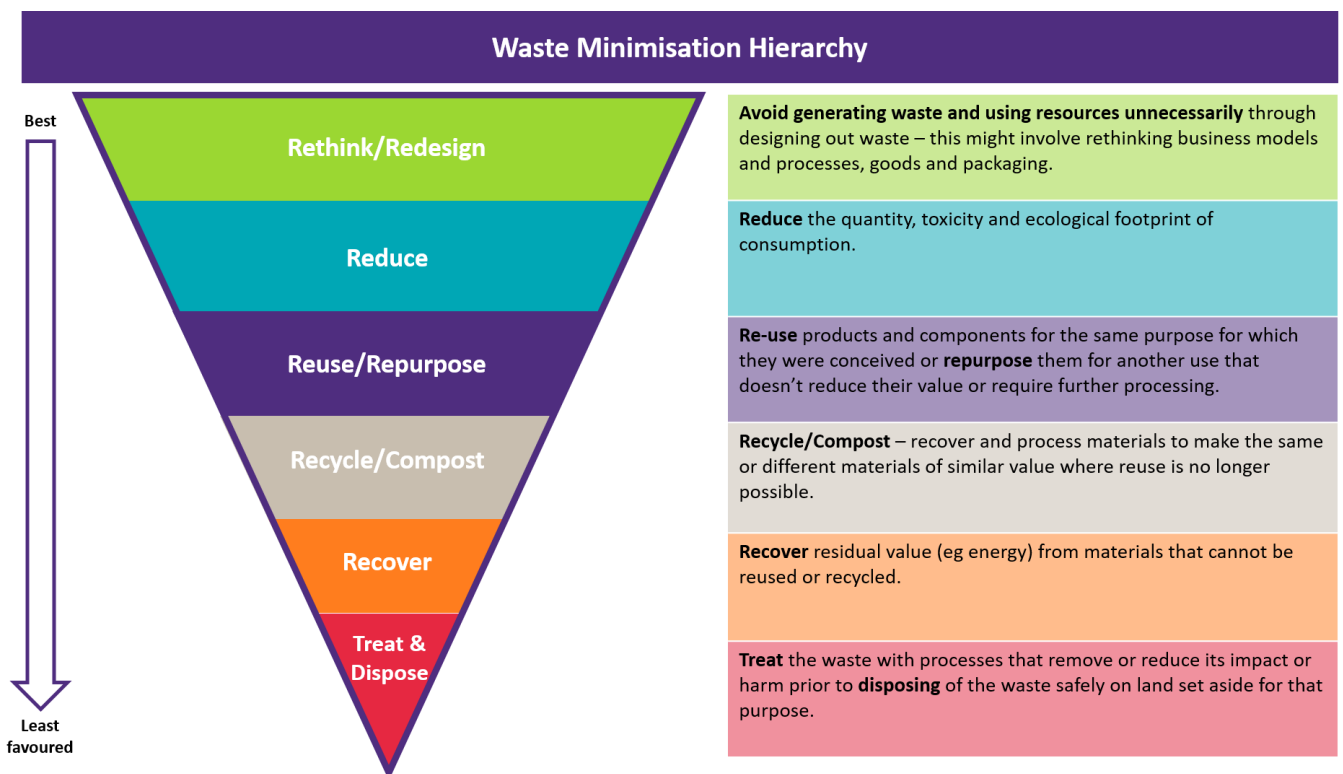 Waste Minimisation Hierarchy
Best
Rethink/Redesign
Avoid generating waste and using resources unnecessarily through
designing out waste – this might involve rethinking business models
and processes, goods and packaging.
Reduce
Reduce the quantity, toxicity and ecological footprint of
consumption.
Reuse/Repurpose
Re-use products and components for the same purpose for which
they were conceived or repurpose them for another use that
doesn’t reduce their value or require further processing.
Recycle/Compost
Recycle/Compost – recover and process materials to make the same
or different materials of similar value where reuse is no longer
possible.
Recover
Recover residual value (eg energy) from materials that cannot be
reused or recycled.
Treat &
Dispose
Treat the waste with processes that remove or reduce its impact or
harm prior to disposing of the waste safely on land set aside for that
purpose.
Least
favoured